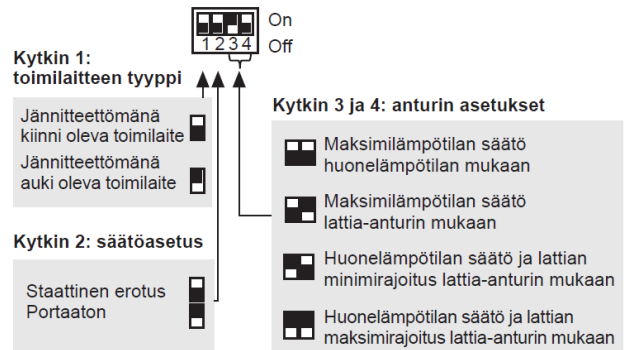 On
1 2 3 4 Off
Kytkin 1:
toimilaitteen tyyppi
Jännitteettömänä
kiinni oleva toimilaite
Jännitteettömänä
auki oleva toimilaite
Kytkin 2: säätöasetus
Staattinen erotus
Portaaton
Kytkin 3 ja 4: anturin asetukset
Maksimilämpötilan säätö
huonelämpötilan mukaan
Maksimilämpötilan säätö
lattia-anturin mukaan
Huonelämpötilan säätö ja lattian
minimirajoitus lattia-anturin mukaan
Huonelämpötilan säätö ja lattian
maksimirajoitus lattia-anturin mukaan